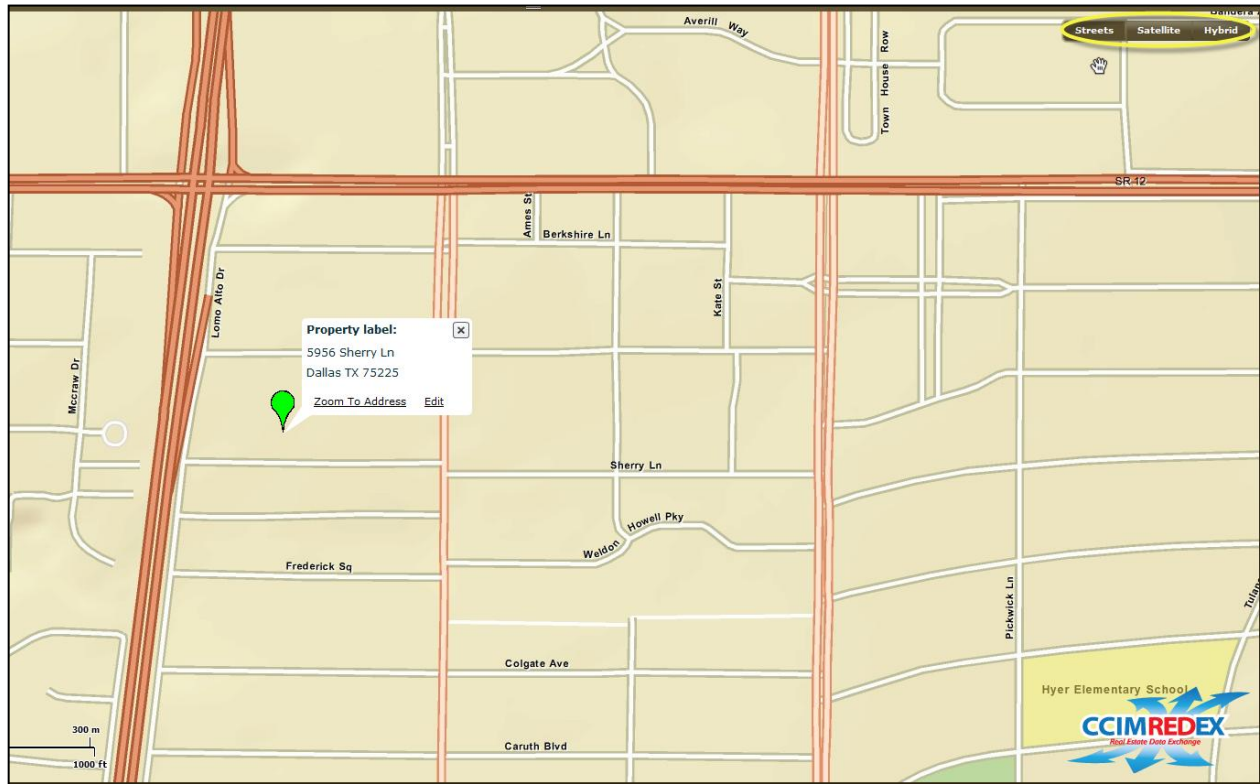 Averill Way
Town House Row
Streets Satellite Hybrid
SR 12
Ames St
Berkshire Ln
Kate St
Lomo Alto Dr
Mccraw Dr
Property label:
5956 Sherry Ln
Dallas TX 75225
Zoom To Address Edit
Sherry Ln
Weldon Howell Pky
Frederick Sq
Pickwick Ln
Colgate Ave
Hyer Elementary School
Caruth Blvd
300 m
1000 ft
CCIMREDEX
Real Estate Data Exchange